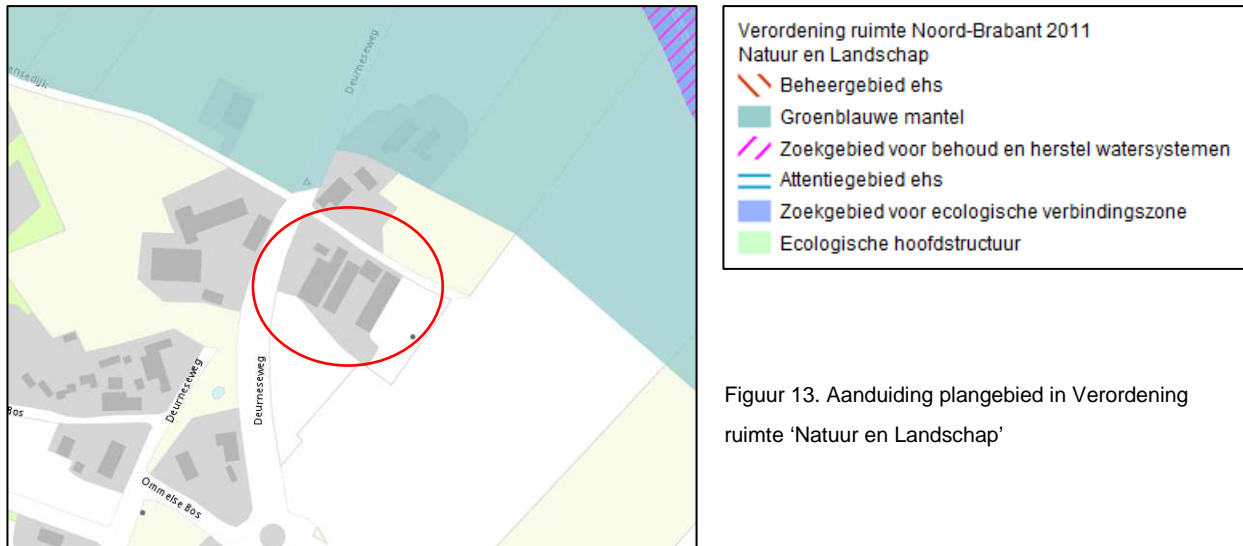 ensedijk
Deurneseweg
Deurneseweg
Deurneseweg
Bos
Ommelse Bos
Verordening ruimte Noord-Brabant 2011
Natuur en Landschap
Beheergebied ehs
Groenblauwe mantel
Zoekgebied voor behoud en herstel watersystemen
Attentiegebied ehs
Zoekgebied voor ecologische verbindingszone
Ecologische hoofdstructuur
Figuur 13. Aanduiding plangebied in Verordening
ruimte ‘Natuur en Landschap’